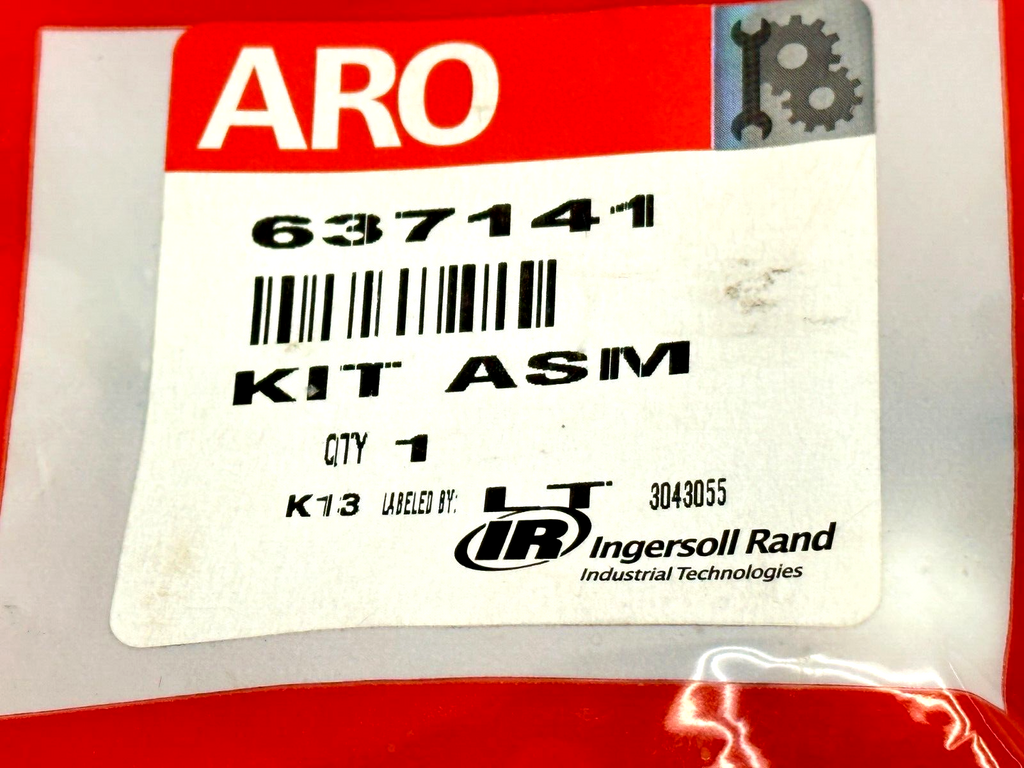 ARO
637141
KIT ASM
QTY 1
K13 LABELED BY: LT 3043055
IR Ingersoll Rand
Industrial Technologies